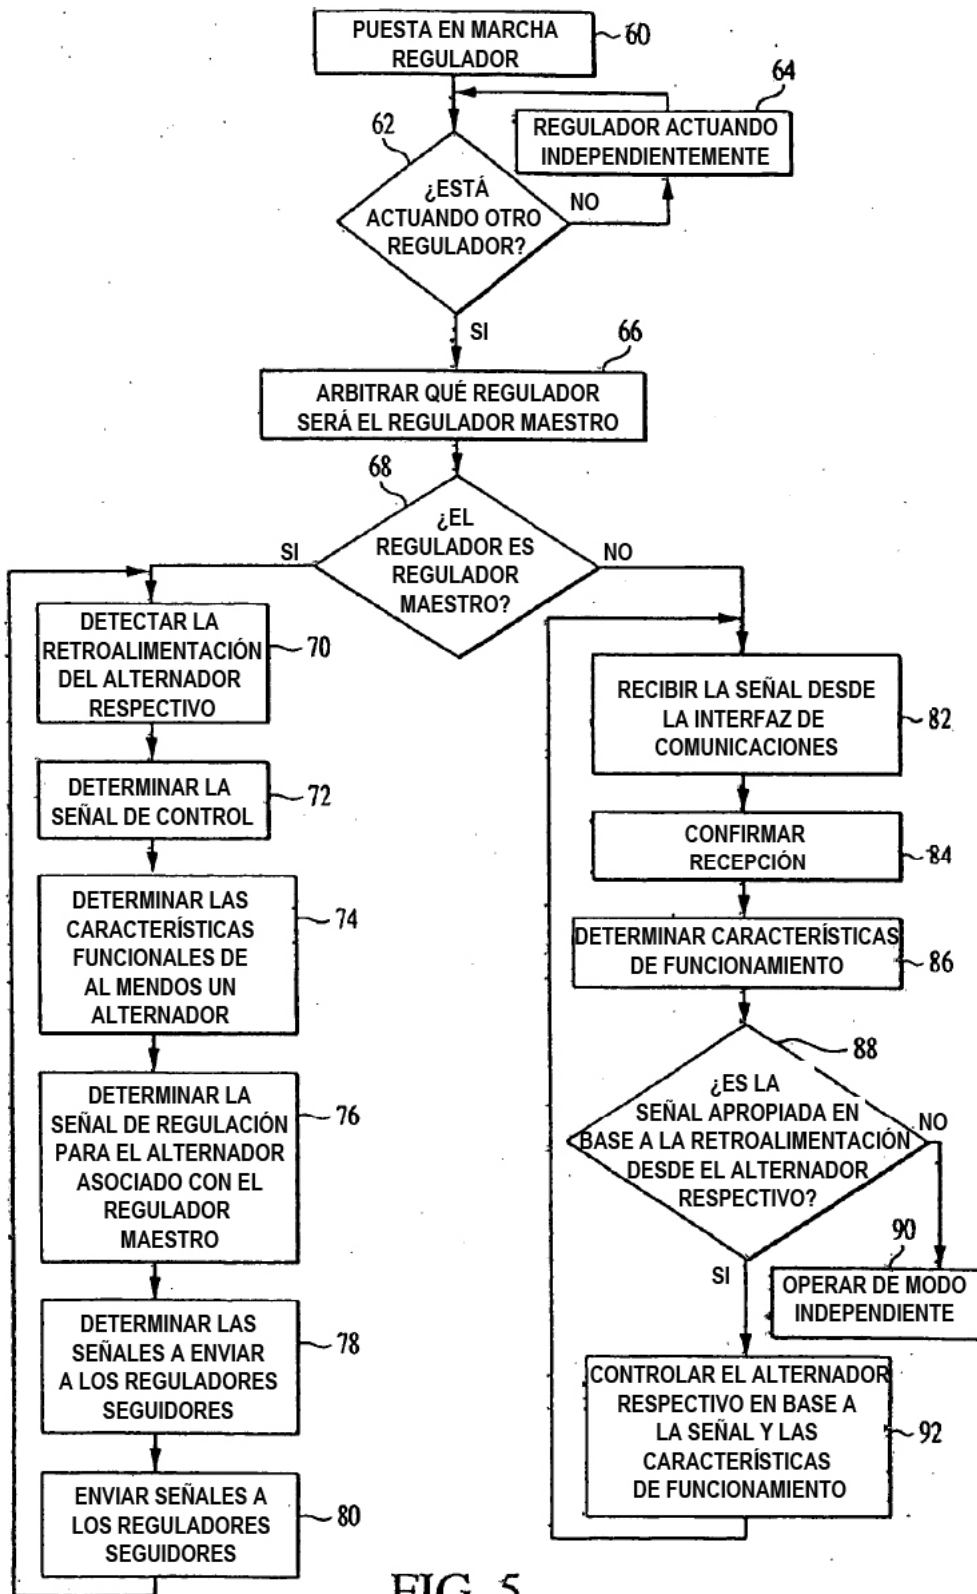 PUESTA EN MARCHA
REGULADOR
60
64
REGULADOR ACTUANDO
INDEPENDIENTEMENTE
62
¿ESTÁ
ACTUANDO OTRO
REGULADOR?
NO
SI
66
ARBITRAR QUÉ REGULADOR
SERÁ EL REGULADOR MAESTRO
68
¿EL
REGULADOR ES
REGULADOR
MAESTRO?
SI
NO
DETECTAR LA
RETROALIMENTACIÓN
DEL ALTERNADOR
RESPECTIVO
70
DETERMINAR LA
SEÑAL DE CONTROL
72
DETERMINAR LAS
CARACTERÍSTICAS
FUNCIONALES DE
AL MENDOS UN
ALTERNADOR
74
DETERMINAR LA
SEÑAL DE REGULACIÓN
PARA EL ALTERNADOR
ASOCIADO CON EL
REGULADOR
MAESTRO
76
DETERMINAR LAS
SEÑALES A ENVIAR
A LOS REGULADORES
SEGUIDORES
78
ENVIAR SEÑALES A
LOS REGULADORES
SEGUIDORES
80
RECIBIR LA SEÑAL DESDE
LA INTERFAZ DE
COMUNICACIONES
82
CONFIRMAR
RECEPCIÓN
84
DETERMINAR CARACTERÍSTICAS
DE FUNCIONAMIENTO
86
88
¿ES LA
SEÑAL APROPIADA EN
BASE A LA RETROALIMENTACIÓN
DESDE EL ALTERNADOR
RESPECTIVO?
NO
SI
90
OPERAR DE MODO
INDEPENDIENTE
CONTROLAR EL ALTERNADOR
RESPECTIVO EN BASE A
LA SEÑAL Y LAS
CARACTERÍSTICAS
DE FUNCIONAMIENTO
92
FIG. 5